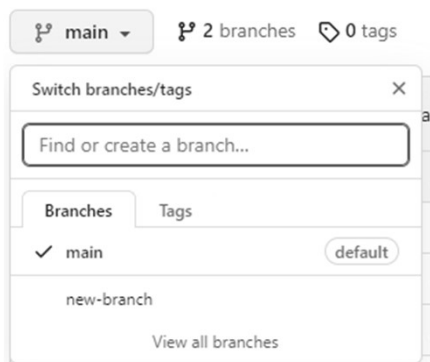 main 2 branches 0 tags
Switch branches/tags
Find or create a branch...
Branches Tags
main default
new-branch
View all branches